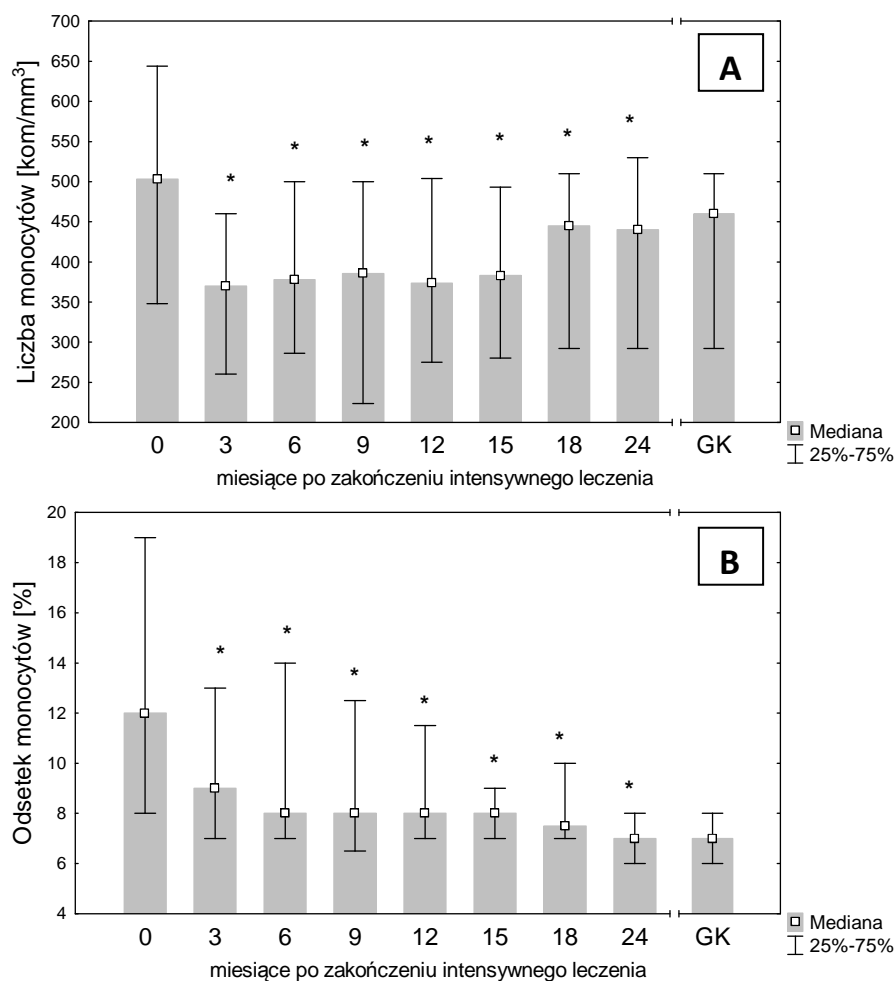 A
Liczba monocytów [kom/mm³]
700
650
600
550
500
450
400
350
300
250
200
* * * * * * *
0 3 6 9 12 15 18 24 GK
miesiące po zakończeniu intensywnego leczenia
Mediana
25%-75%
B
Odsetek monocytów [%]
20
18
16
14
12
10
8
6
4
* * * * * * *
0 3 6 9 12 15 18 24 GK
miesiące po zakończeniu intensywnego leczenia
Mediana
25%-75%